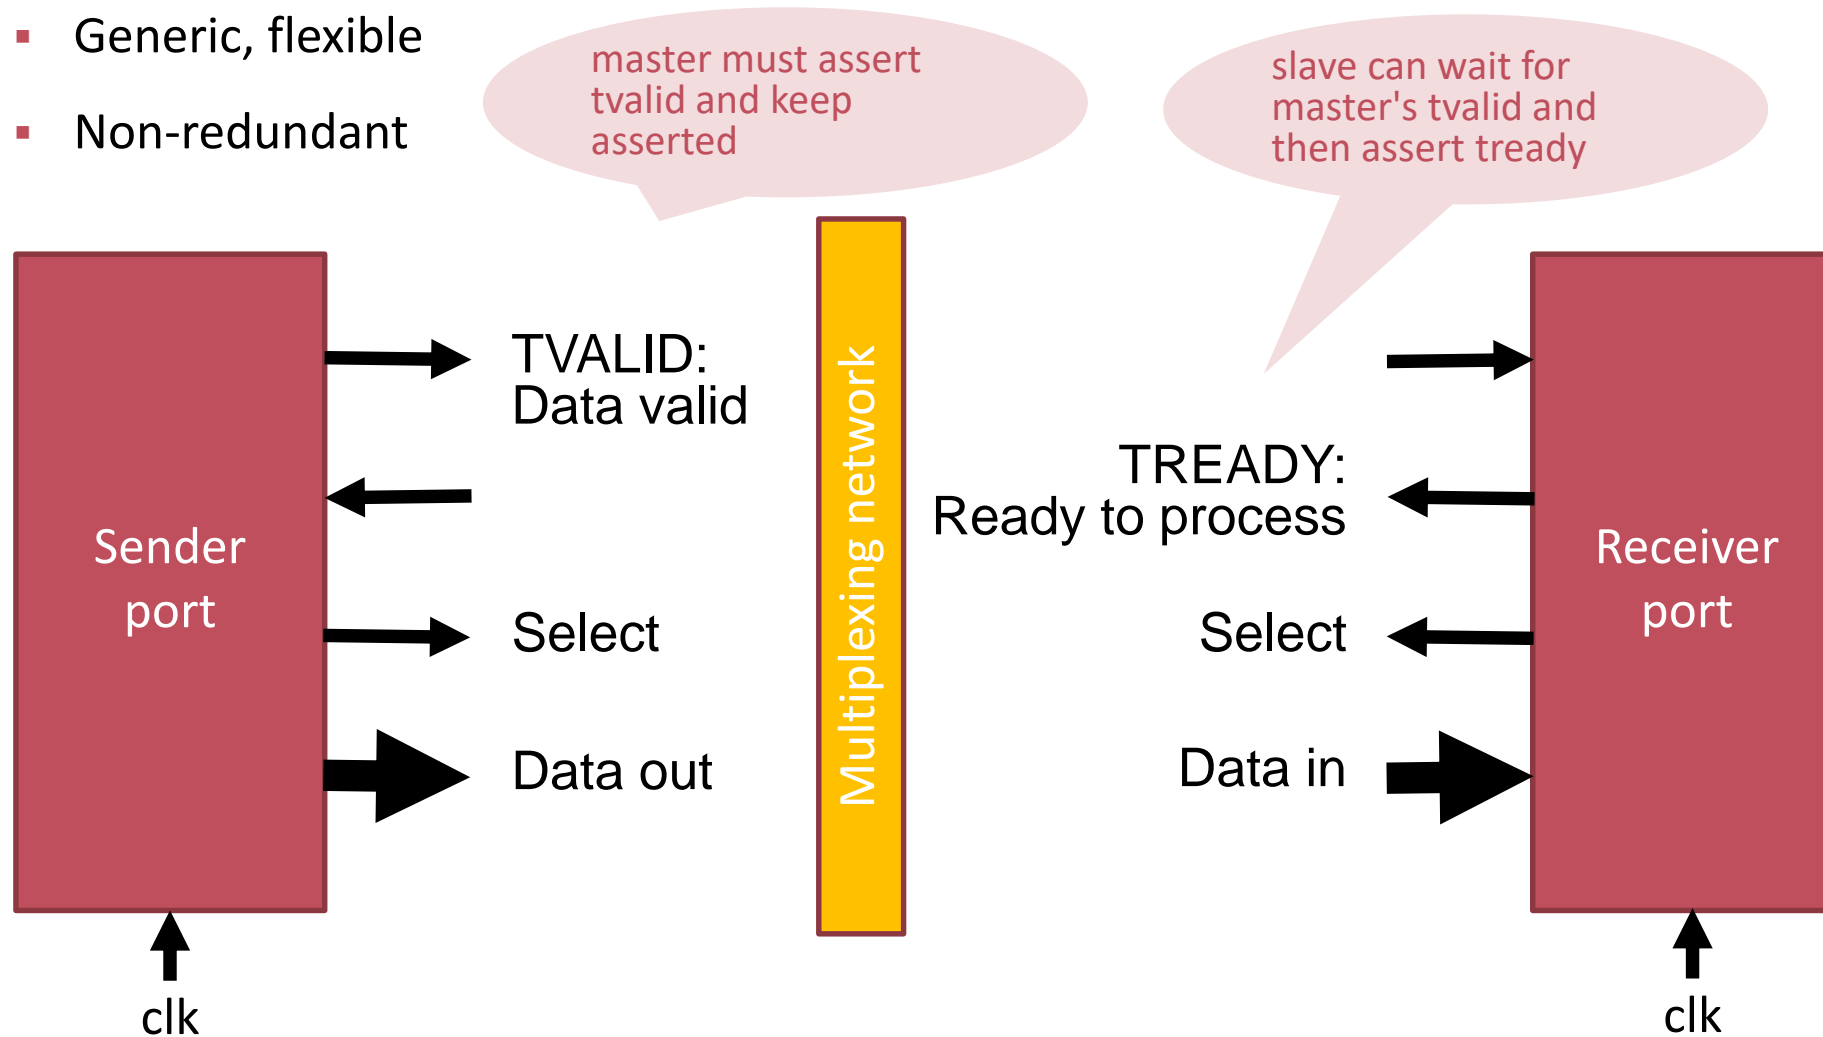 Generic, flexible
Non-redundant
master must assert
tvalid and keep
asserted
slave can wait for
master's tvalid and
then assert tready
Sender
port
TVALID:
Data valid
Select
Data out
Multiplexing network
TREADY:
Ready to process
Select
Data in
Receiver
port
clk
clk